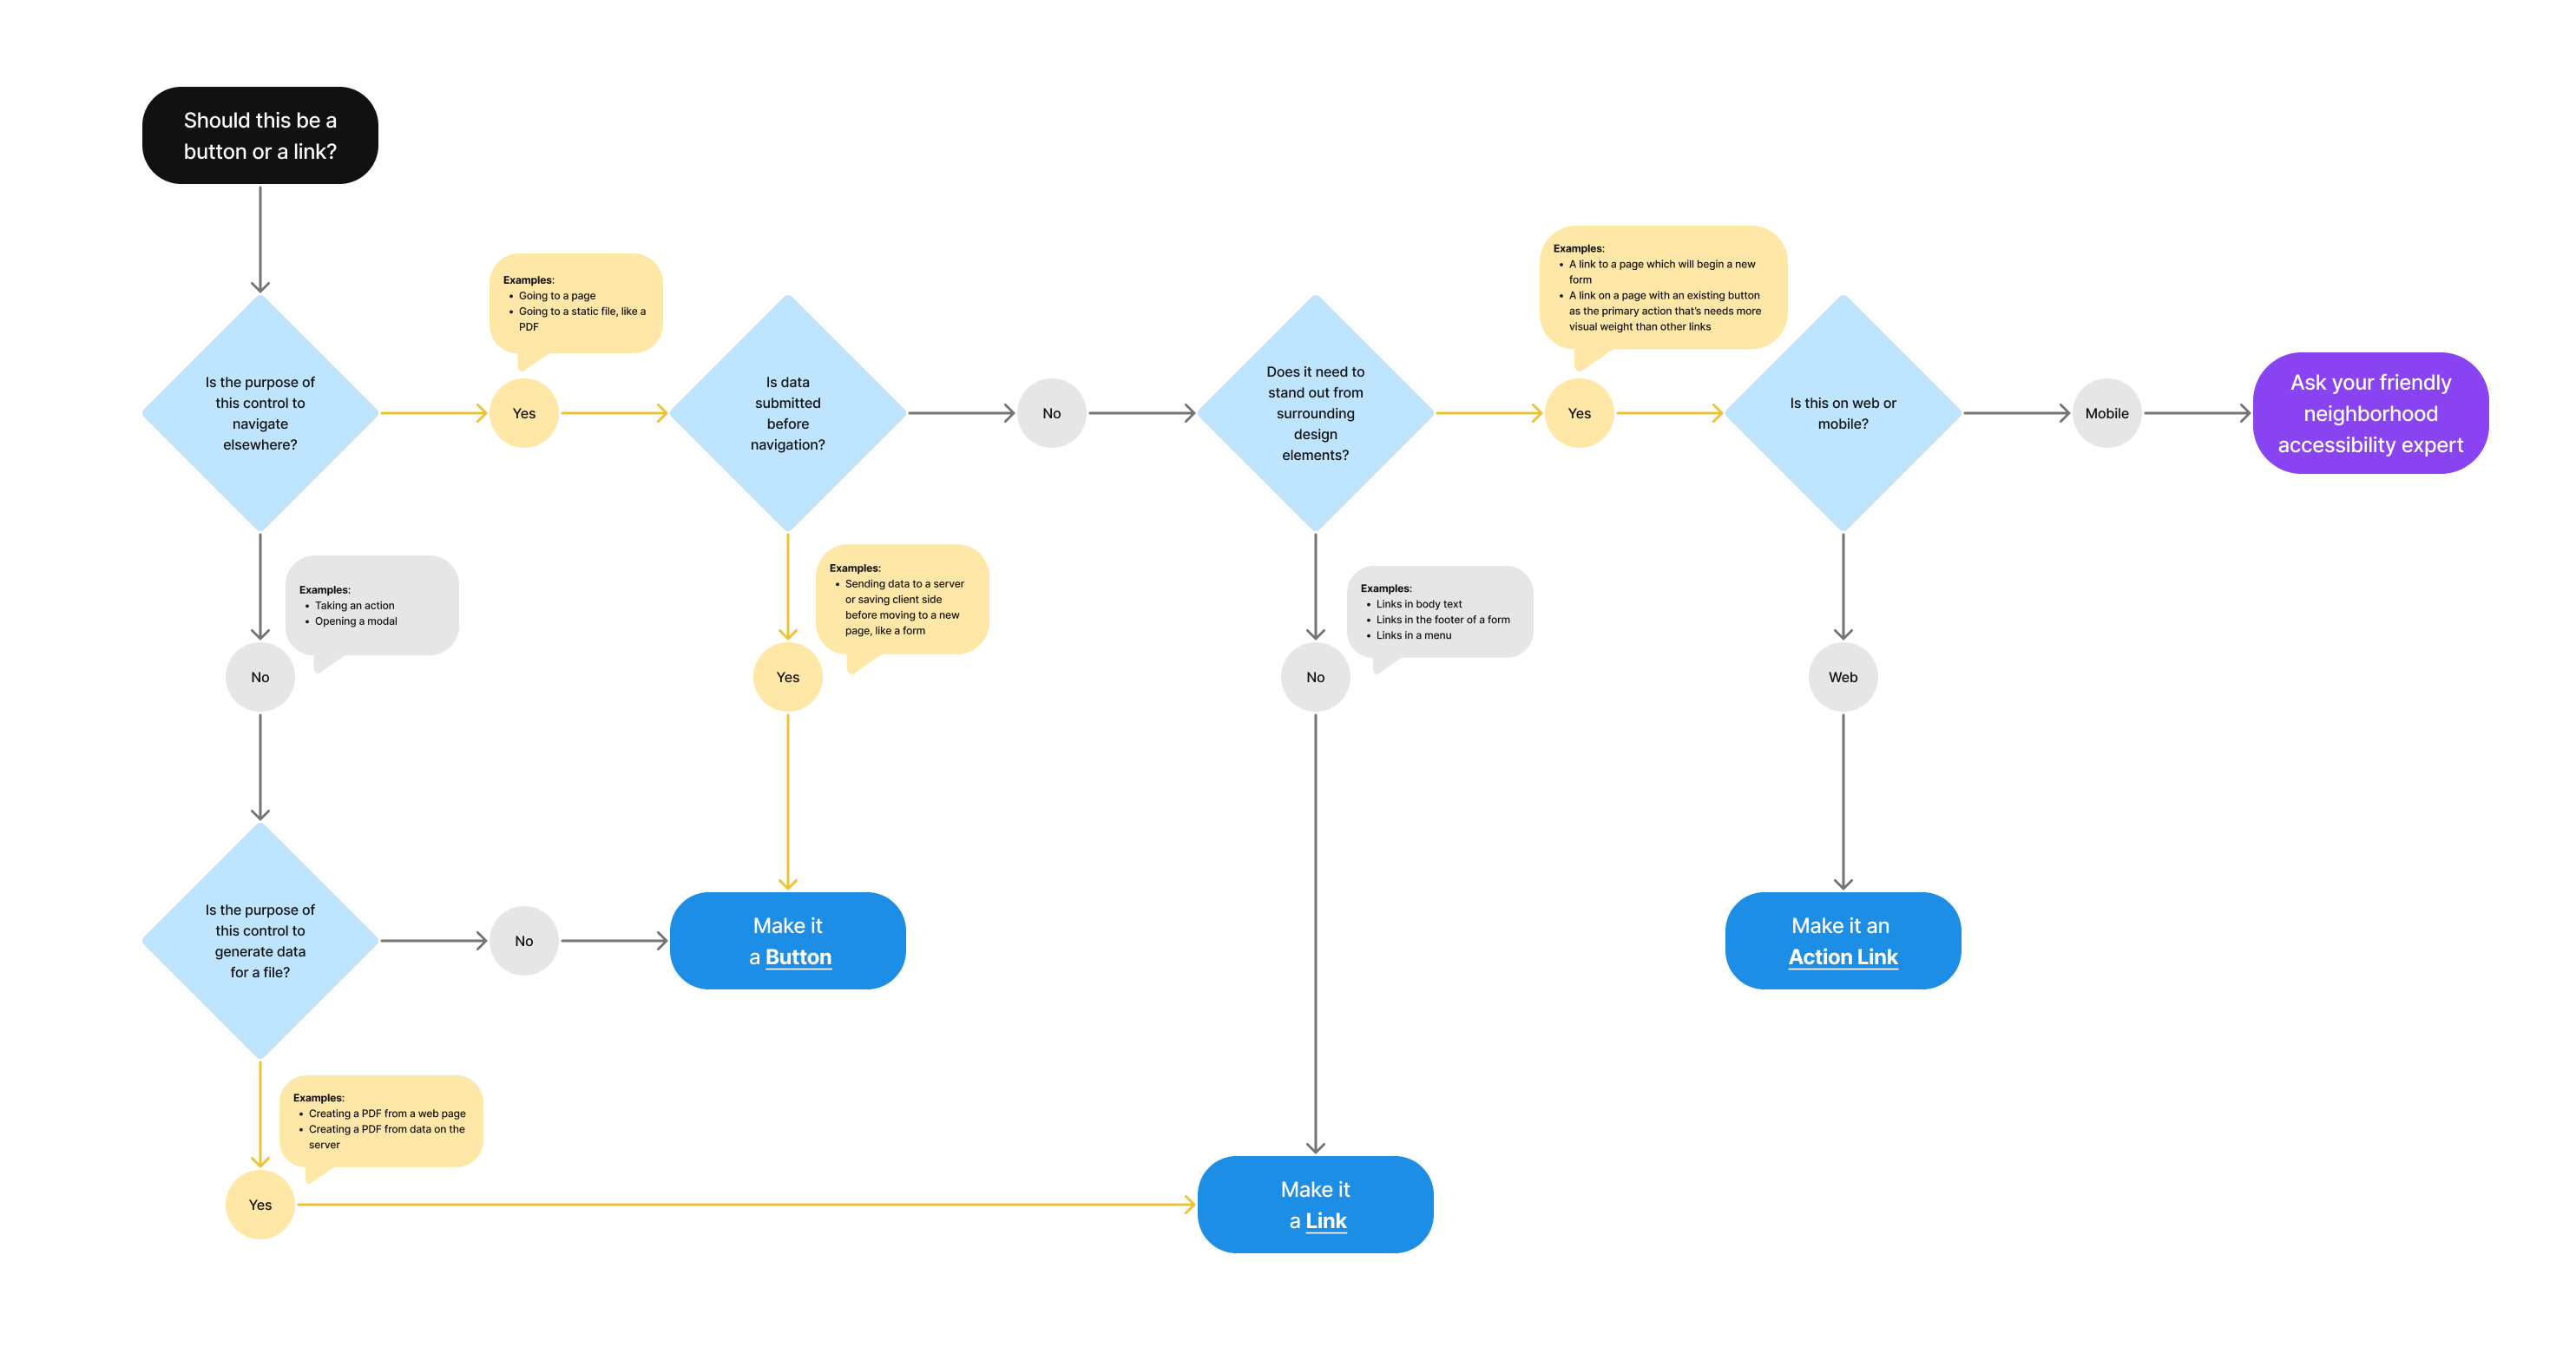 Should this be a
button or a link?
Examples:
• A link to a page which will begin a new
form
• A link on a page with an existing button
as the primary action that's needs more
visual weight than other links
Examples:
• Going to a page
• Going to a static file, like a
PDF
Is the purpose of
this control to
navigate
elsewhere?
Yes
Is data
submitted
before
navigation?
No
Does it need to
stand out from
surrounding
design
elements?
Yes
Is this on web or
mobile?
Mobile
Ask your friendly
neighborhood
accessibility expert
Examples:
• Taking an action
• Opening a modal
No
Examples:
• Sending data to a server
or saving client side
before moving to a new
page, like a form
Yes
Examples:
• Links in body text
• Links in the footer of a form
• Links in a menu
No
Web
Is the purpose of
this control to
generate data
for a file?
No
Make it
a Button
Make it an
Action Link
Examples:
• Creating a PDF from a web page
• Creating a PDF from data on the
server
Yes
Make it
a Link